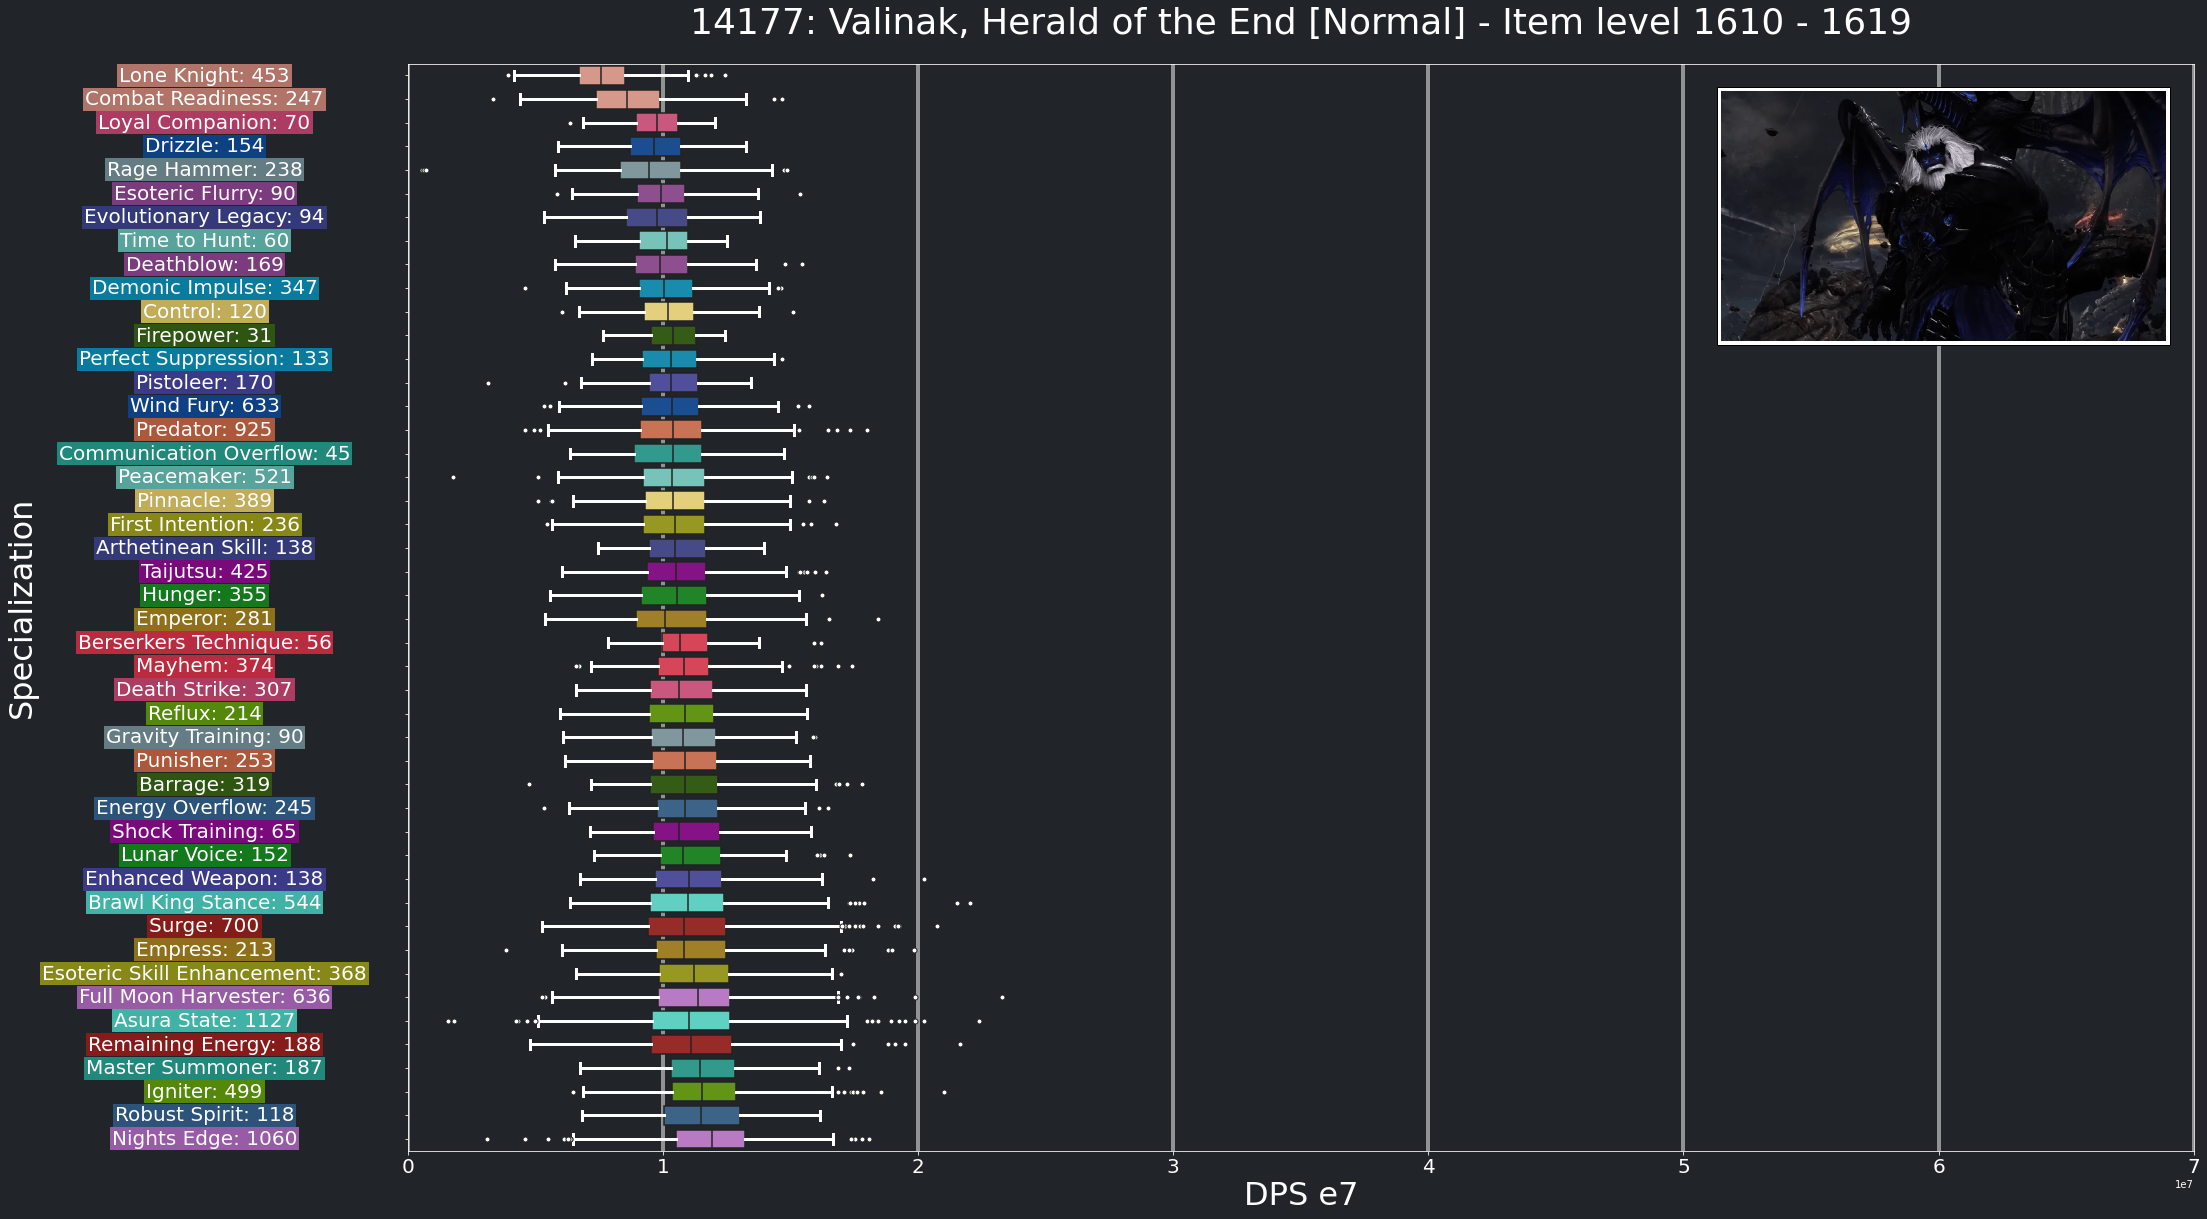 14177: Valinak, Herald of the End [Normal] - Item level 1610 - 1619
Lone Knight: 453
Combat Readiness: 247
Loyal Companion: 70
Drizzle: 154
Rage Hammer: 238
Esoteric Flurry: 90
Evolutionary Legacy: 94
Time to Hunt: 60
Deathblow: 169
Demonic Impulse: 347
Control: 120
Firepower: 31
Perfect Suppression: 133
Pistoleer: 170
Wind Fury: 633
Predator: 925
Communication Overflow: 45
Peacemaker: 521
Pinnacle: 389
First Intention: 236
Arthetinean Skill: 138
Taijutsu: 425
Hunger: 355
Emperor: 281
Berserkers Technique: 56
Mayhem: 374
Death Strike: 307
Reflux: 214
Gravity Training: 90
Punisher: 253
Barrage: 319
Energy Overflow: 245
Shock Training: 65
Lunar Voice: 152
Enhanced Weapon: 138
Brawl King Stance: 544
Surge: 700
Empress: 213
Esoteric Skill Enhancement: 368
Full Moon Harvester: 636
Asura State: 1127
Remaining Energy: 188
Master Summoner: 187
Igniter: 499
Robust Spirit: 118
Nights Edge: 1060
Specialization
0 1 2 3 4 5 6 7
1e7
DPS e7